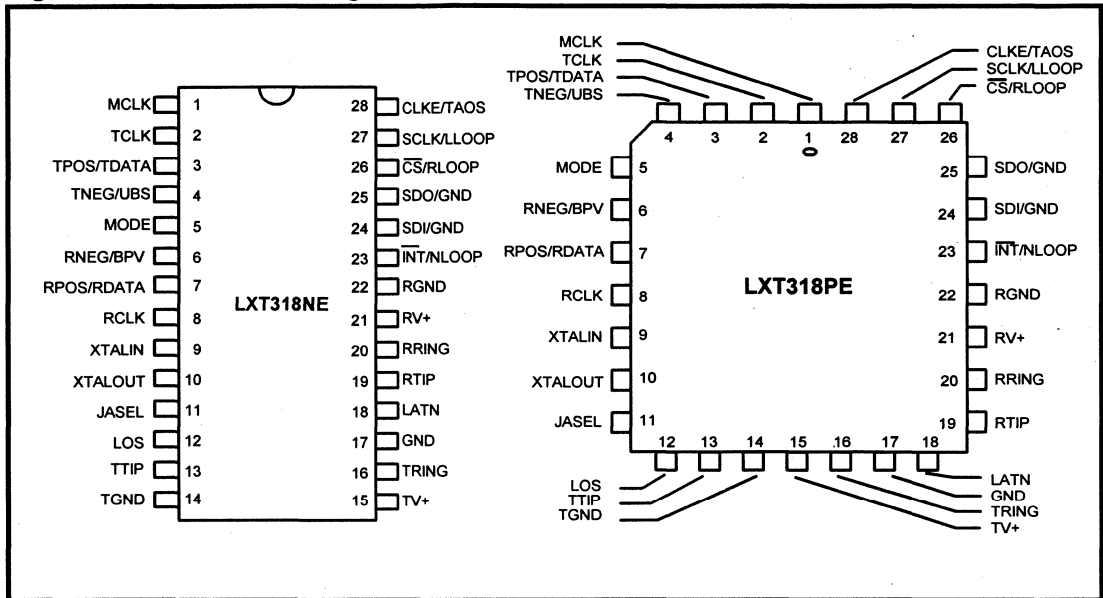 MCLK 1 28 CLKE/TAOS
TCLK 2 27 SCLK/LLOOP
TPOS/TDATA 3 26 C̅S̅/RLOOP
TNEG/UBS 4 25 SDO/GND
MODE 5 24 SDI/GND
RNEG/BPV 6 23 I̅N̅T̅/NLOOP
RPOS/RDATA 7 22 RGND
LXT318NE
RCLK 8 21 RV+
XTALIN 9 20 RRING
XTALOUT 10 19 RTIP
JASEL 11 18 LATN
LOS 12 17 GND
TTIP 13 16 TRING
TGND 14 15 TV+
MCLK
TCLK
TPOS/TDATA
TNEG/UBS
CLKE/TAOS
SCLK/LLOOP
C̅S̅/RLOOP
4 3 2 1 28 27 26
MODE 5 25 SDO/GND
RNEG/BPV 6 24 SDI/GND
RPOS/RDATA 7 23 I̅N̅T̅/NLOOP
LXT318PE
RCLK 8 22 RGND
XTALIN 9 21 RV+
XTALOUT 10 20 RRING
JASEL 11 19 RTIP
12 13 14 15 16 17 18
LOS
TTIP
TGND
LATN
GND
TRING
TV+